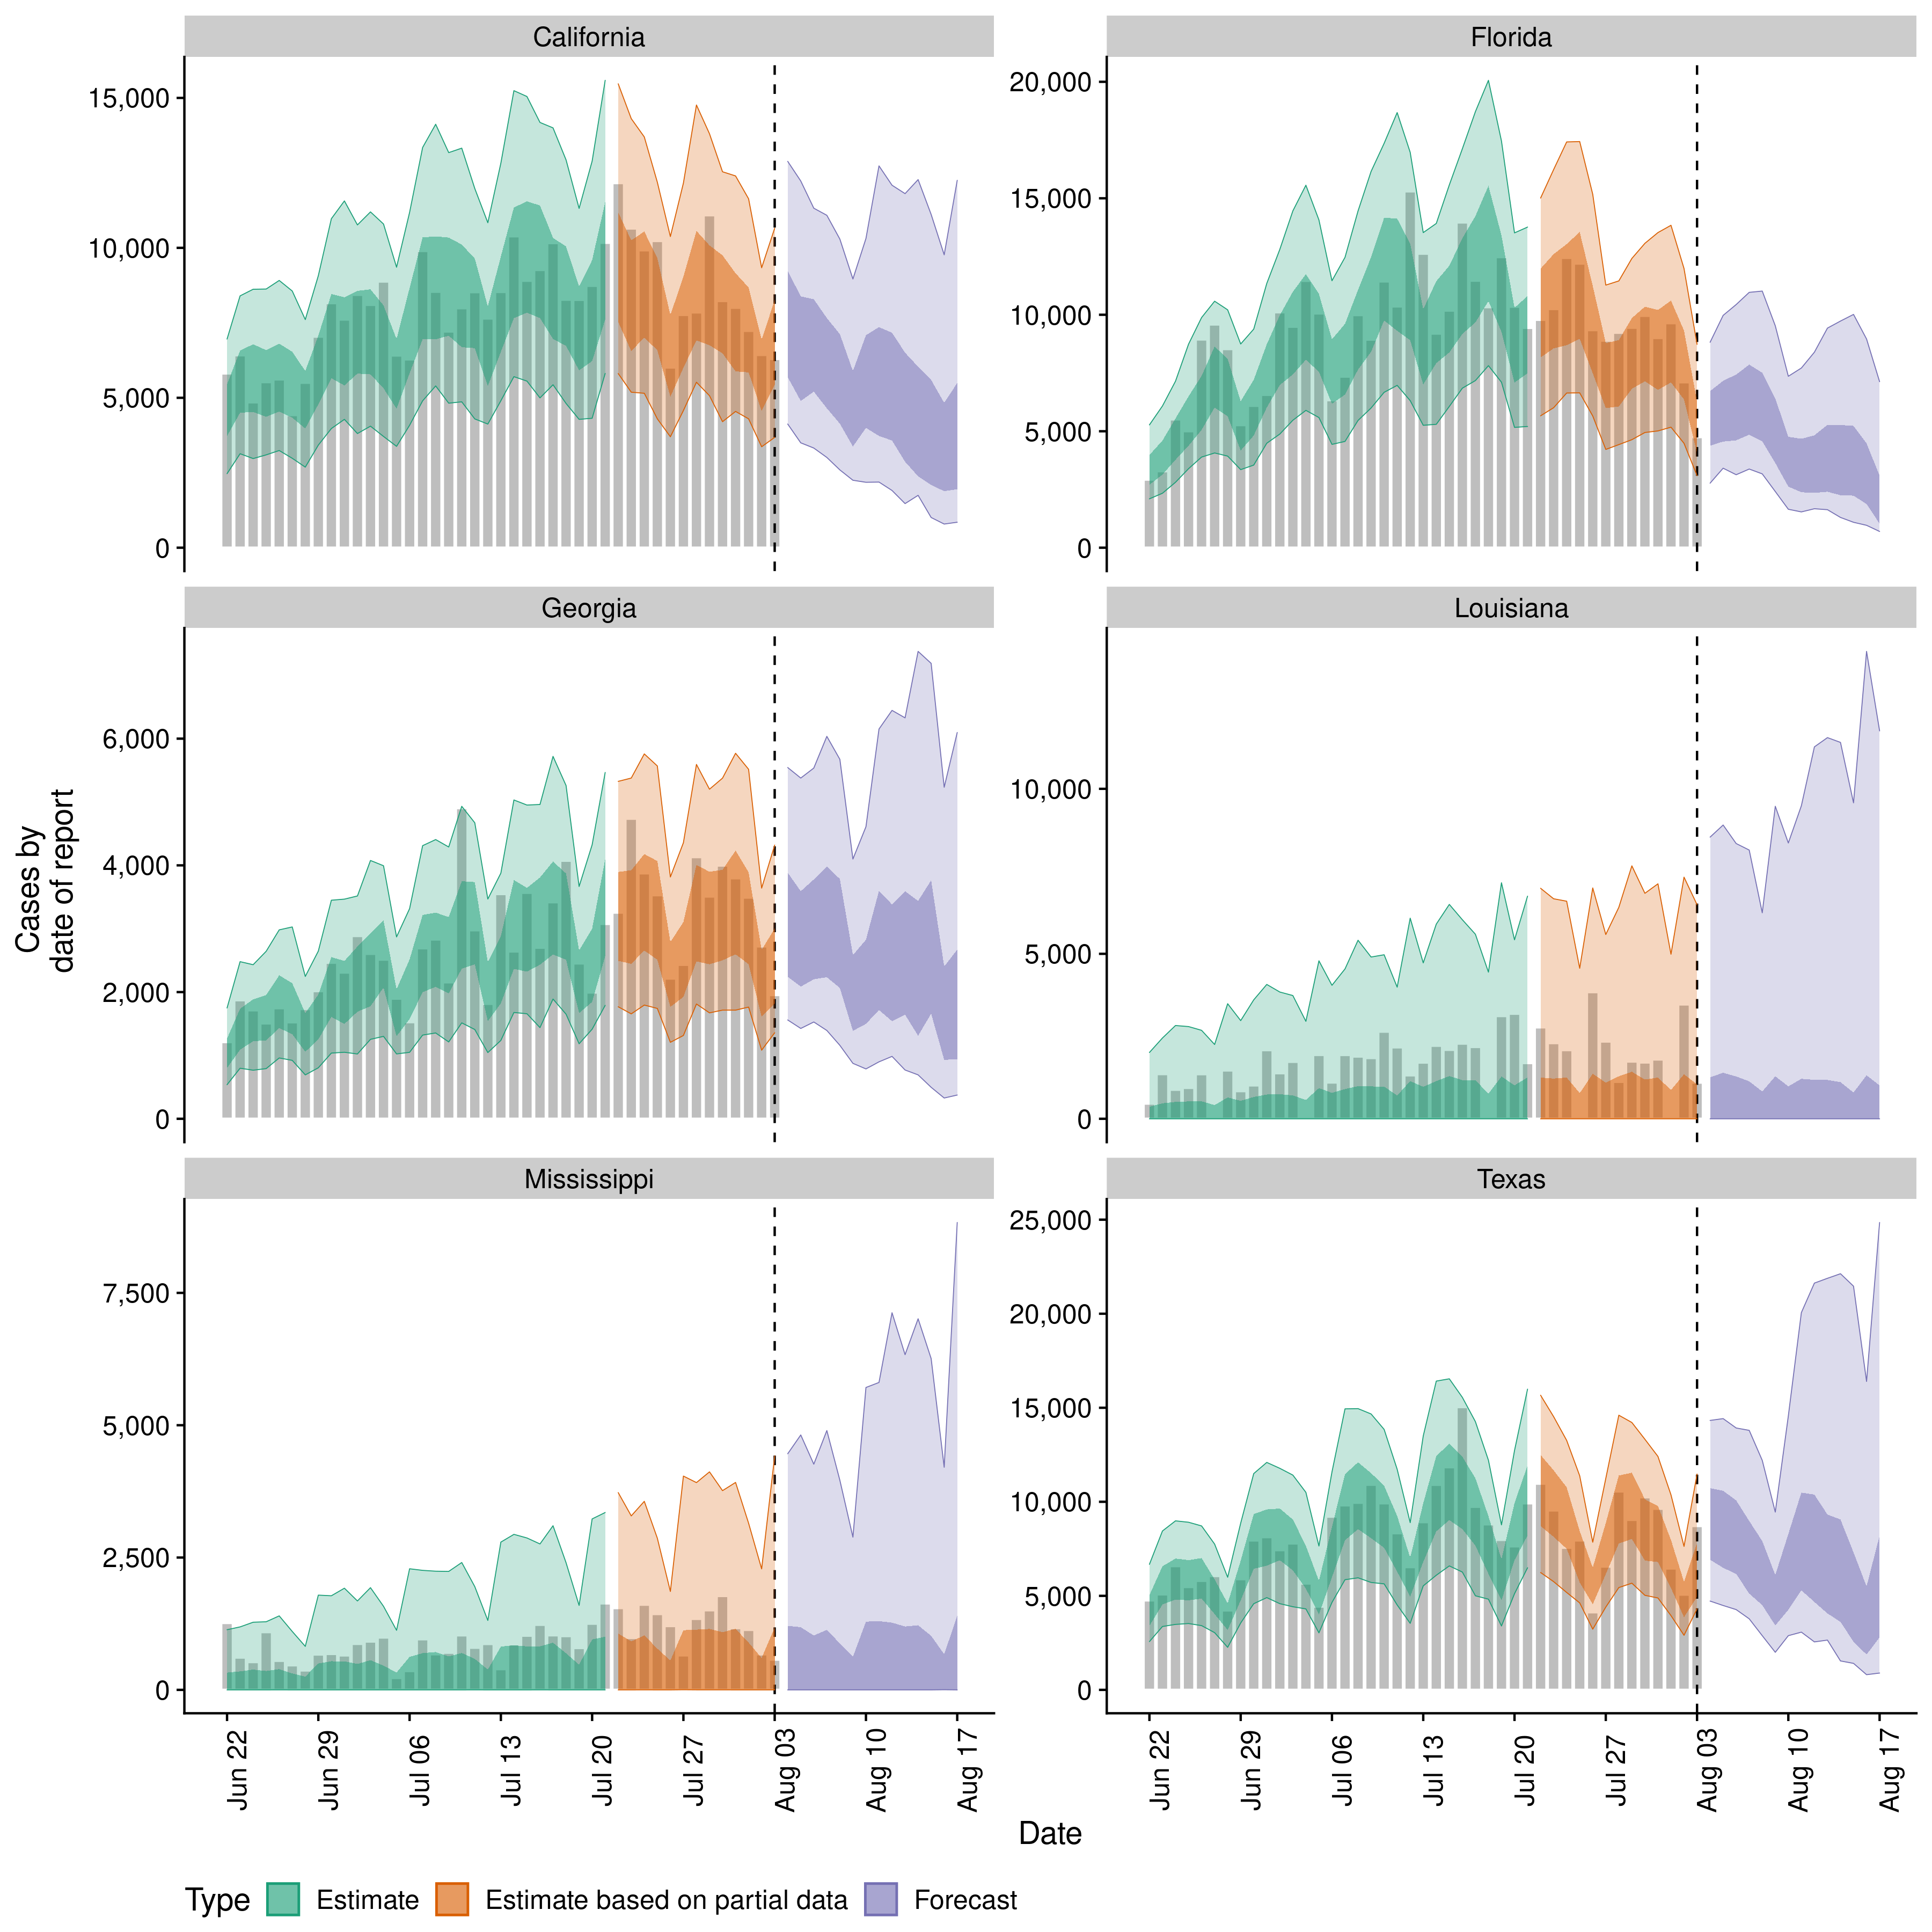 California
Florida
15,000
10,000
5,000
0
20,000
15,000
10,000
5,000
0
Georgia
Louisiana
6,000
4,000
2,000
0
10,000
5,000
0
Mississippi
Texas
7,500
5,000
2,500
0
25,000
20,000
15,000
10,000
5,000
0
Cases by
date of report
Jun 22
Jun 29
Jul 06
Jul 13
Jul 20
Jul 27
Aug 03
Aug 10
Aug 17
Jun 22
Jun 29
Jul 06
Jul 13
Jul 20
Jul 27
Aug 03
Aug 10
Aug 17
Date
Type Estimate Estimate based on partial data Forecast